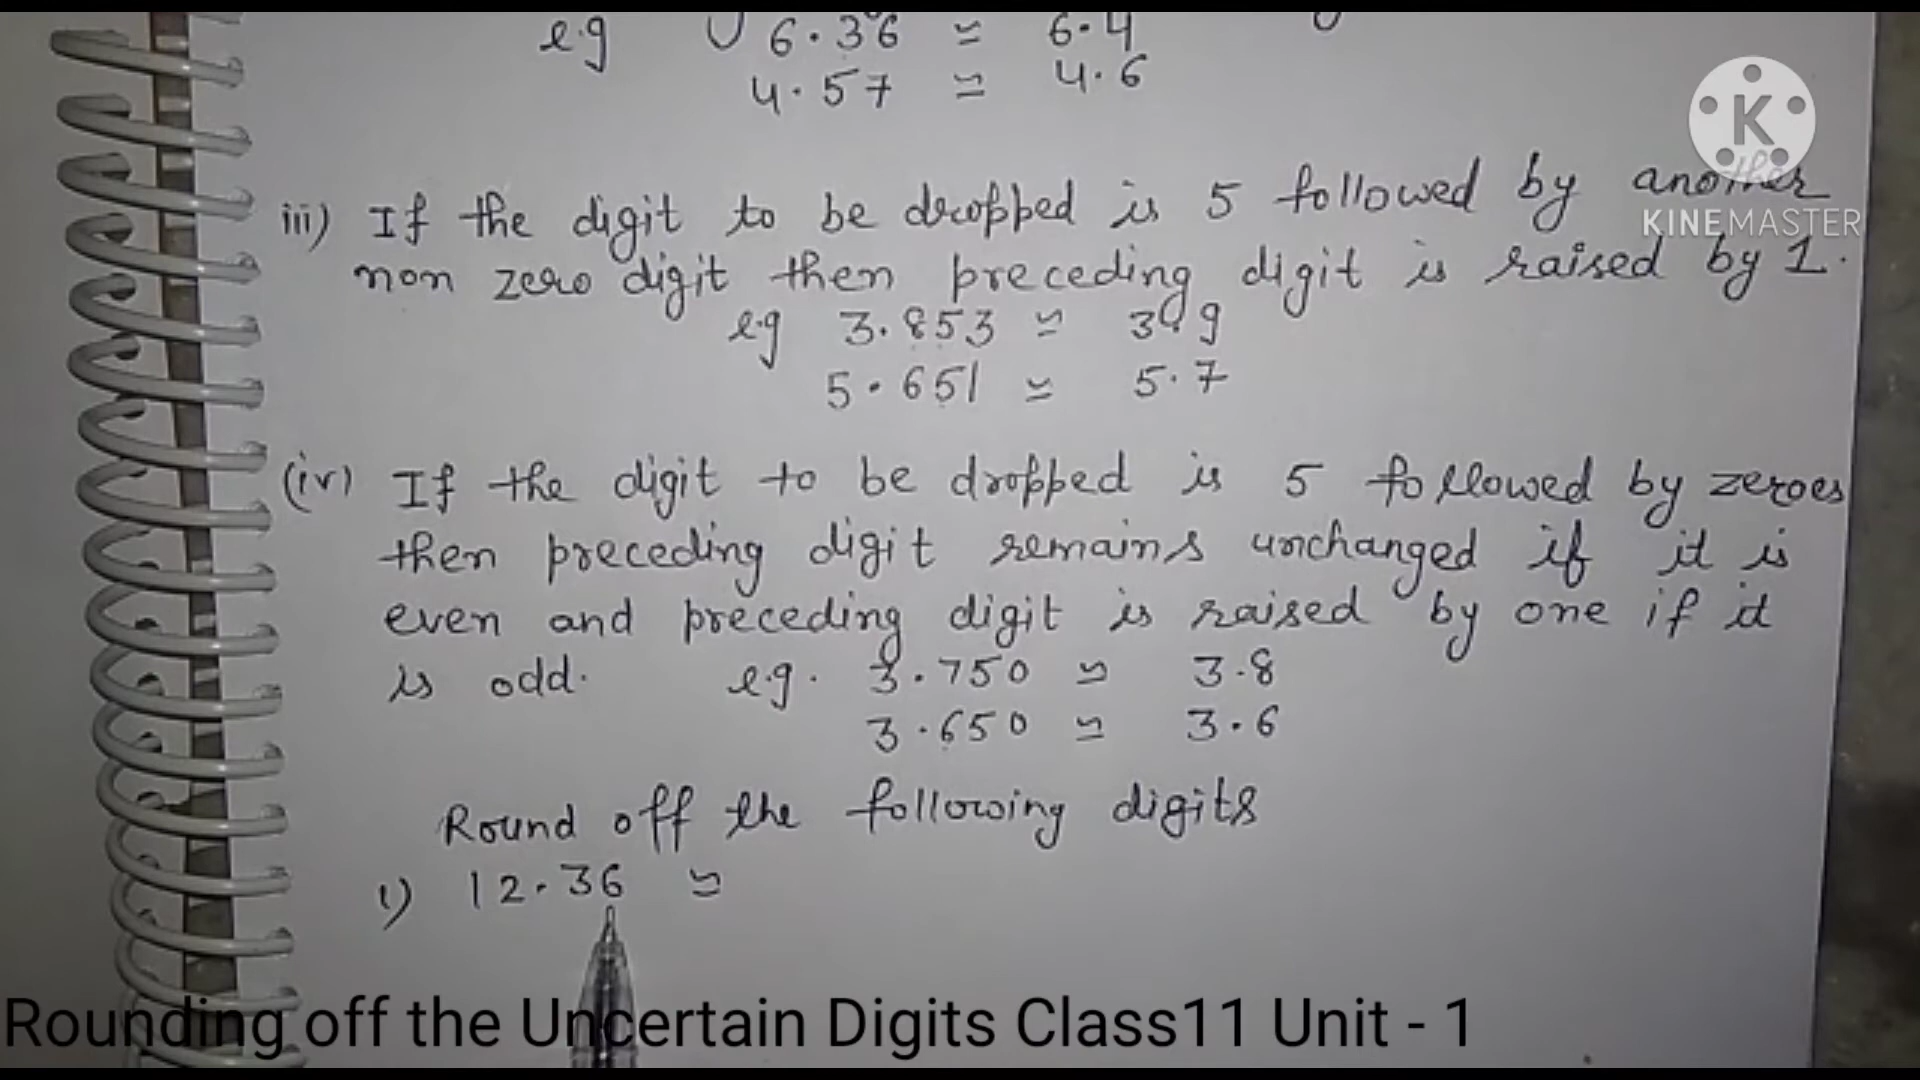 e.g 6.36 ≃ 6.4
4.57 ≃ 4.6
iii) If the digit to be dropped is 5 followed by another
non zero digit then preceding digit is raised by 1.
e.g 3.853 ≃ 3.9
5.651 ≃ 5.7
(iv) If the digit to be dropped is 5 followed by zeroes
then preceding digit remains unchanged if it is
even and preceding digit is raised by one if it
is odd. e.g. 3.750 ≃ 3.8
3.650 ≃ 3.6
Round off the following digits
1) 12.36 ≃
K
KINEMASTER
Rounding off the Uncertain Digits Class11 Unit - 1